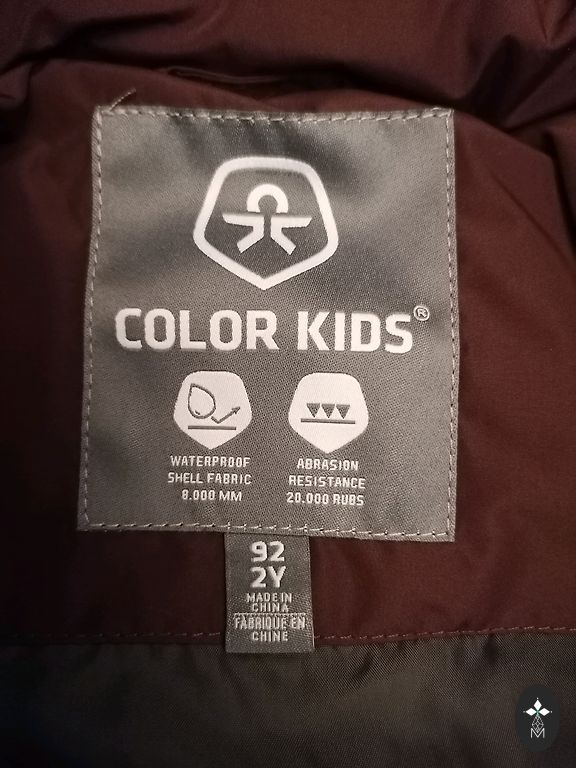 COLOR KIDS®
WATERPROOF
SHELL FABRIC
8.000 MM
ABRASION
RESISTANCE
20.000 RUBS
92
2Y
MADE IN
CHINA
FABRIQUÉ EN
CHINE
M